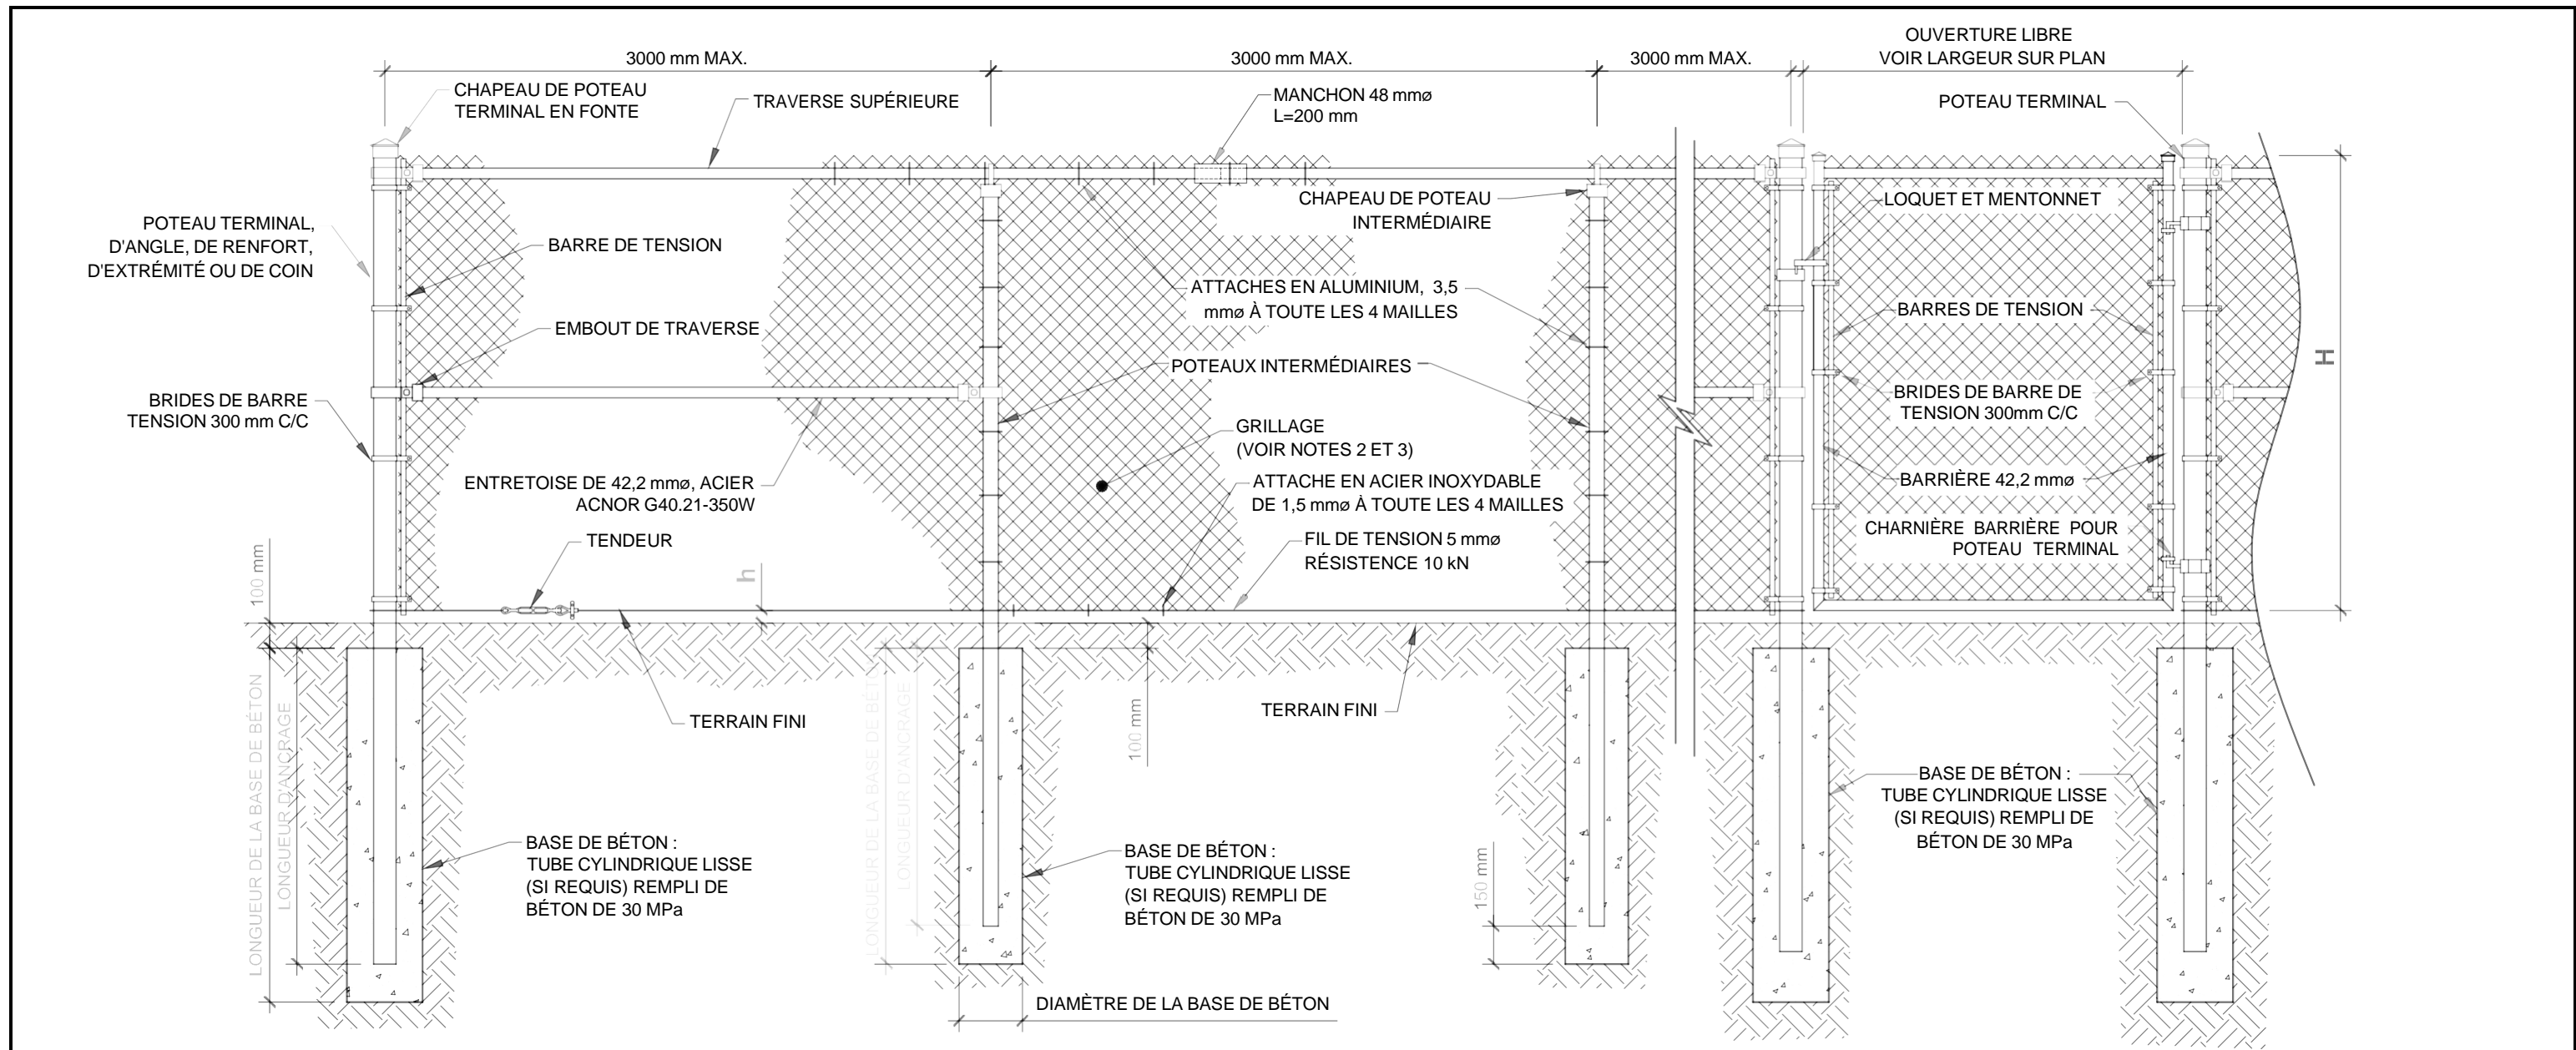 3000 mm MAX.
3000 mm MAX.
3000 mm MAX.
OUVERTURE LIBRE
VOIR LARGEUR SUR PLAN
CHAPEAU DE POTEAU
TERMINAL EN FONTE
TRAVERSE SUPÉRIEURE
MANCHON 48 mmø
L=200 mm
POTEAU TERMINAL
POTEAU TERMINAL,
D'ANGLE, DE RENFORT,
D'EXTRÉMITÉ OU DE COIN
BARRE DE TENSION
CHAPEAU DE POTEAU
INTERMÉDIAIRE
LOQUET ET MENTONNET
ATTACHES EN ALUMINIUM, 3,5
mmø À TOUTE LES 4 MAILLES
BARRES DE TENSION
EMBOUT DE TRAVERSE
POTEAUX INTERMÉDIAIRES
H
BRIDES DE BARRE
TENSION 300 mm C/C
BRIDES DE BARRE DE
TENSION 300mm C/C
GRILLAGE
(VOIR NOTES 2 ET 3)
ENTRETOISE DE 42,2 mmø, ACIER
ACNOR G40.21-350W
ATTACHE EN ACIER INOXYDABLE
DE 1,5 mmø À TOUTE LES 4 MAILLES
BARRIÈRE 42,2 mmø
TENDEUR
FIL DE TENSION 5 mmø
RÉSISTENCE 10 kN
CHARNIÈRE BARRIÈRE POUR
POTEAU TERMINAL
100 mm
h
LONGUEUR DE LA BASE DE BÉTON
LONGUEUR D'ANCRAGE
TERRAIN FINI
LONGUEUR DE LA BASE DE BÉTON
LONGUEUR D'ANCRAGE
100 mm
TERRAIN FINI
150 mm
BASE DE BÉTON :
TUBE CYLINDRIQUE LISSE
(SI REQUIS) REMPLI DE
BÉTON DE 30 MPa
BASE DE BÉTON :
TUBE CYLINDRIQUE LISSE
(SI REQUIS) REMPLI DE
BÉTON DE 30 MPa
BASE DE BÉTON :
TUBE CYLINDRIQUE LISSE
(SI REQUIS) REMPLI DE
BÉTON DE 30 MPa
DIAMÈTRE DE LA BASE DE BÉTON